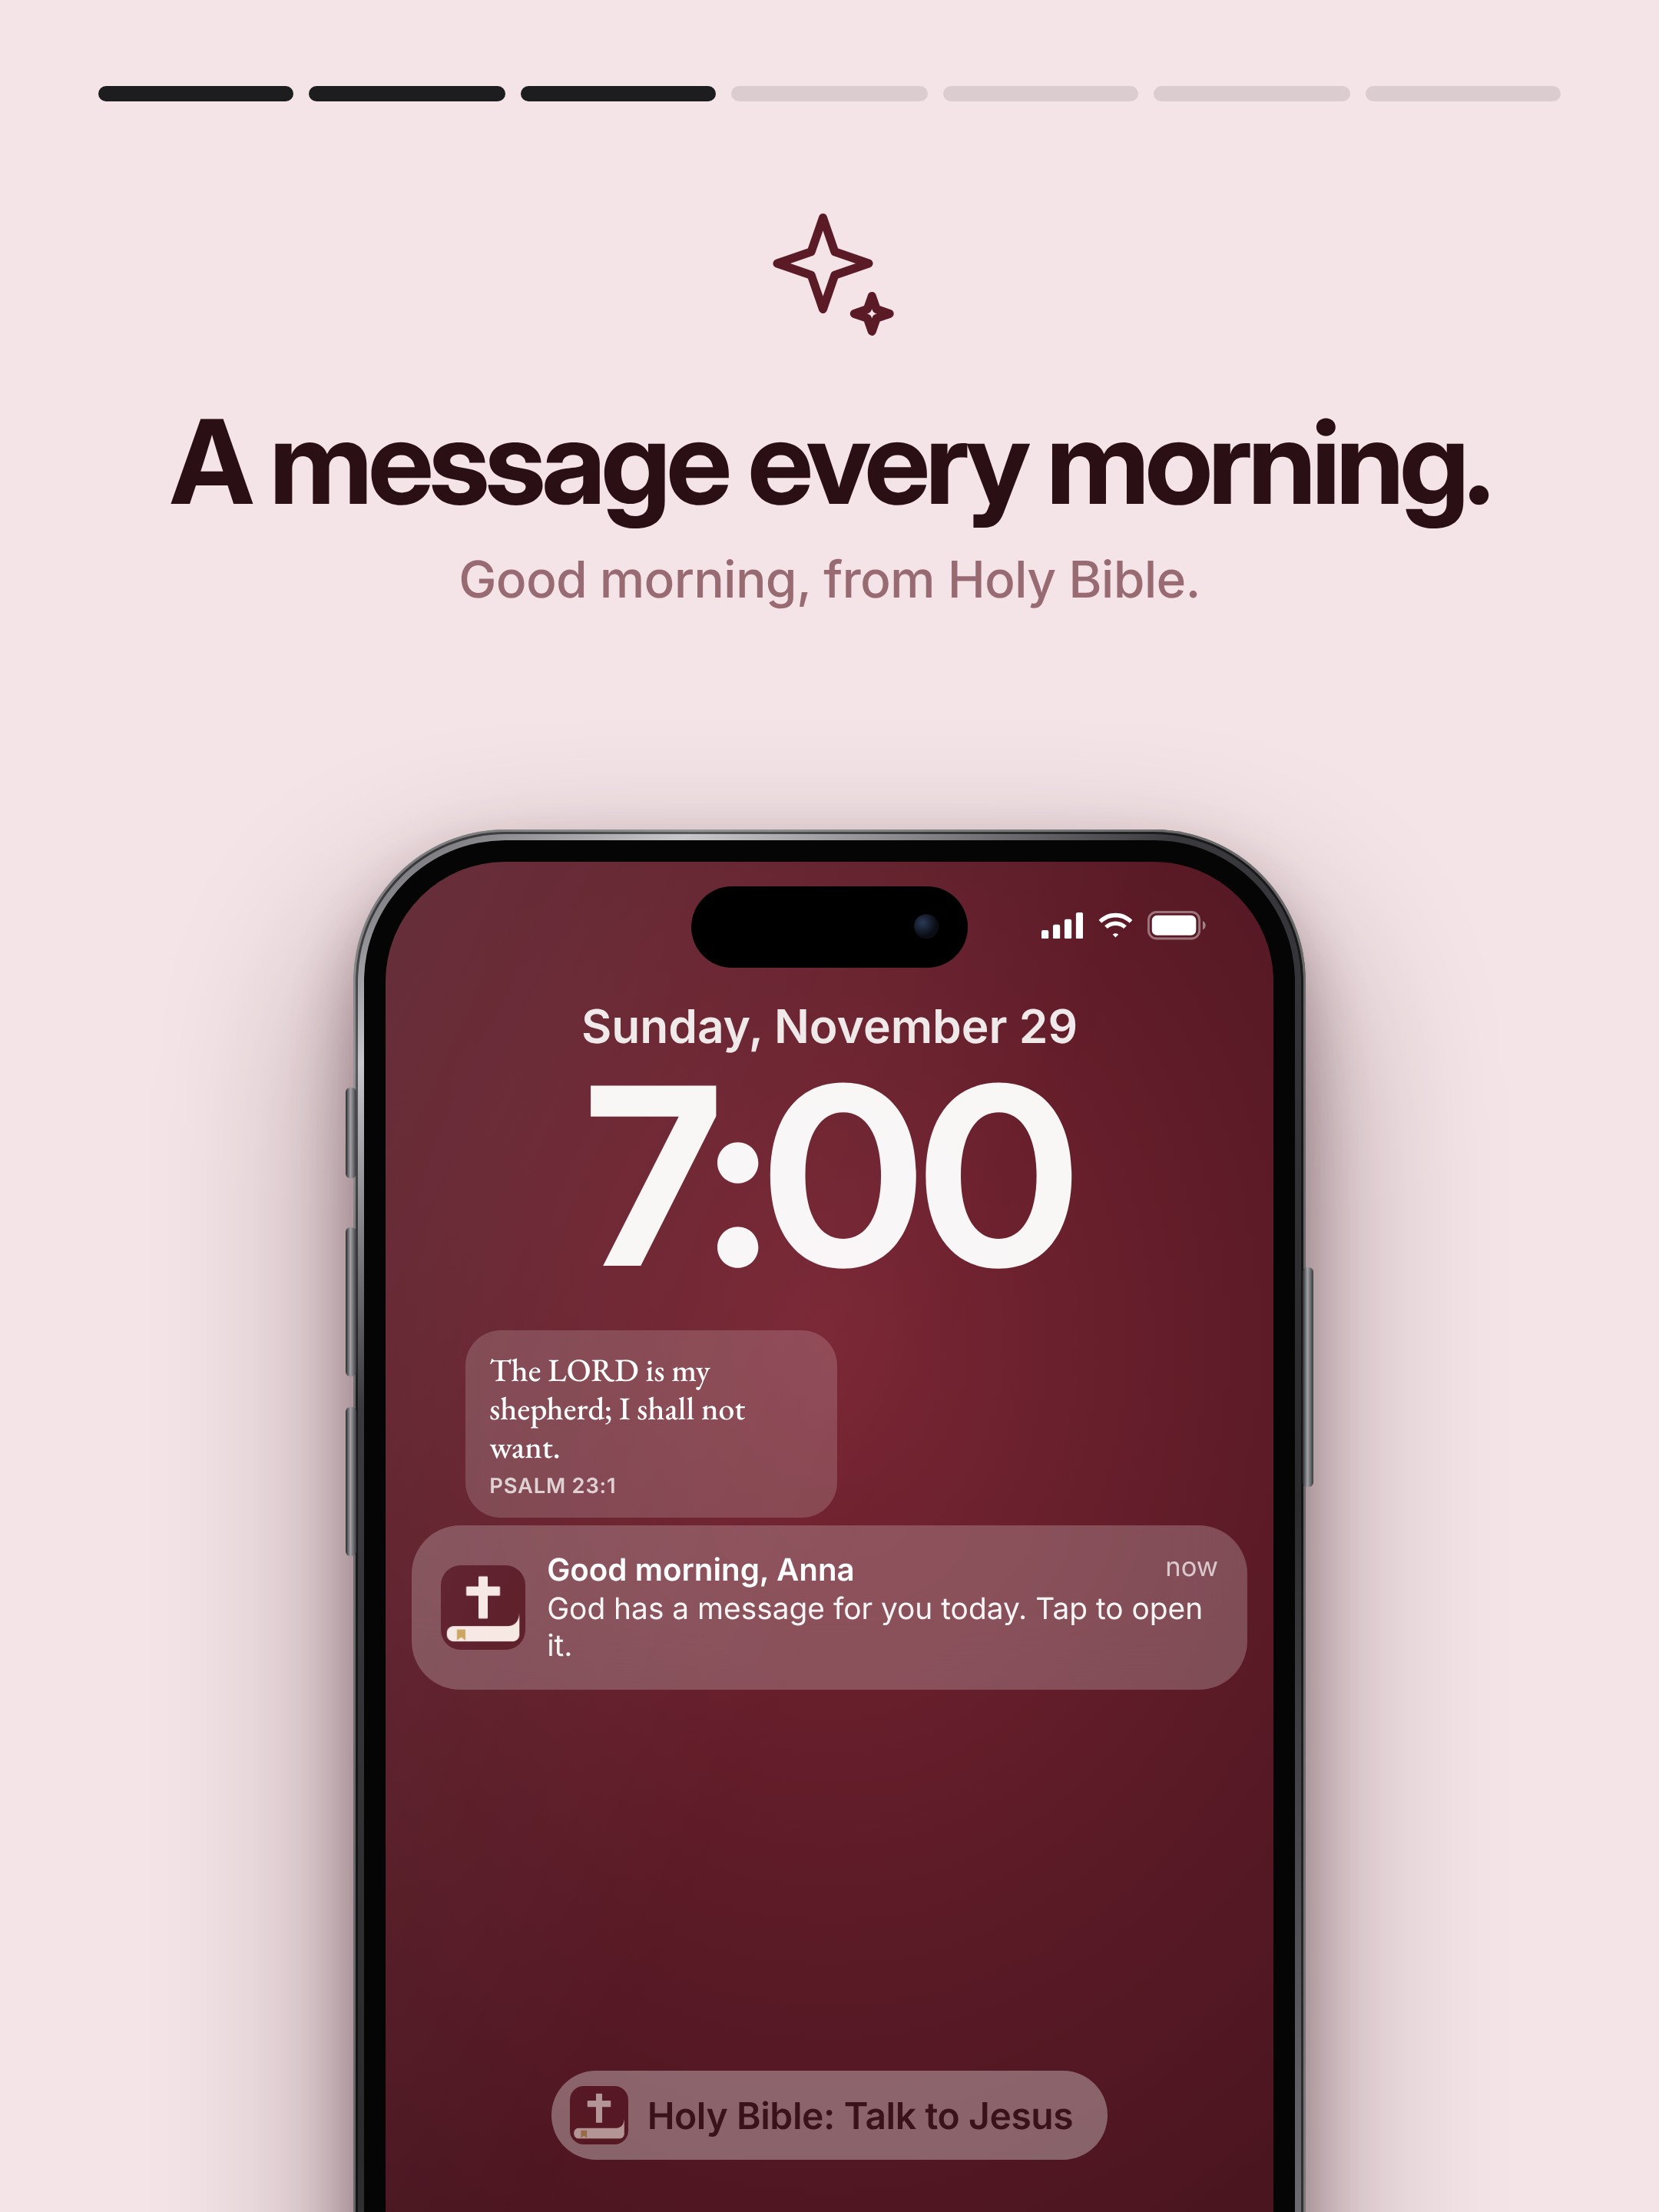 A message every morning.
Good morning, from Holy Bible.
Sunday, November 29
7:00
The LORD is my
shepherd; I shall not
want.
PSALM 23:1
Good morning, Anna
now
God has a message for you today. Tap to open
it.
Holy Bible: Talk to Jesus